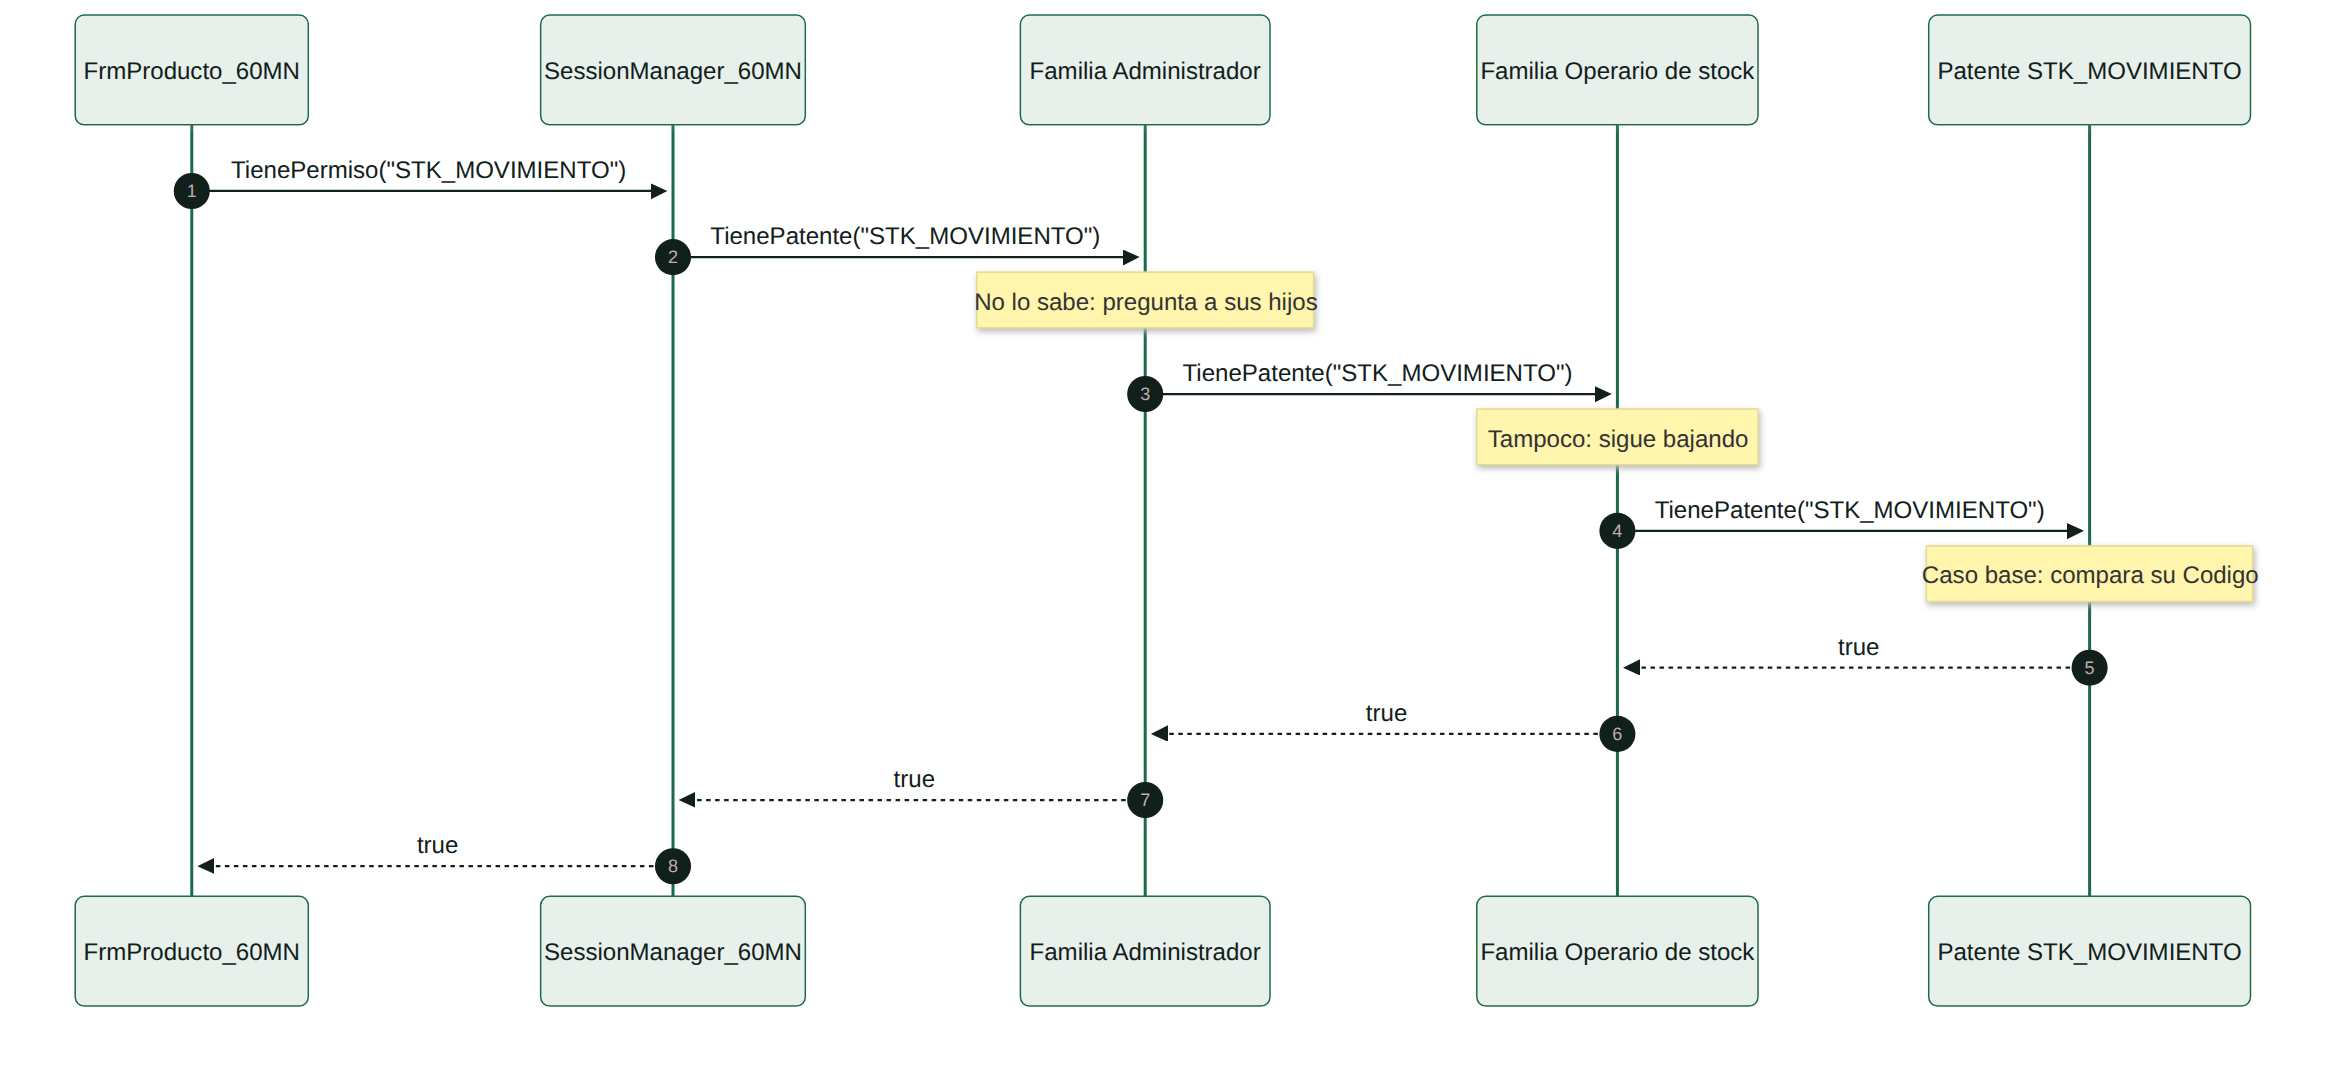 FrmProducto_60MN
SessionManager_60MN
Familia Administrador
Familia Operario de stock
Patente STK_MOVIMIENTO
TienePermiso("STK_MOVIMIENTO")
1
TienePatente("STK_MOVIMIENTO")
2
No lo sabe: pregunta a sus hijos
TienePatente("STK_MOVIMIENTO")
3
Tampoco: sigue bajando
TienePatente("STK_MOVIMIENTO")
4
Caso base: compara su Codigo
true
5
true
6
true
7
true
8
FrmProducto_60MN
SessionManager_60MN
Familia Administrador
Familia Operario de stock
Patente STK_MOVIMIENTO